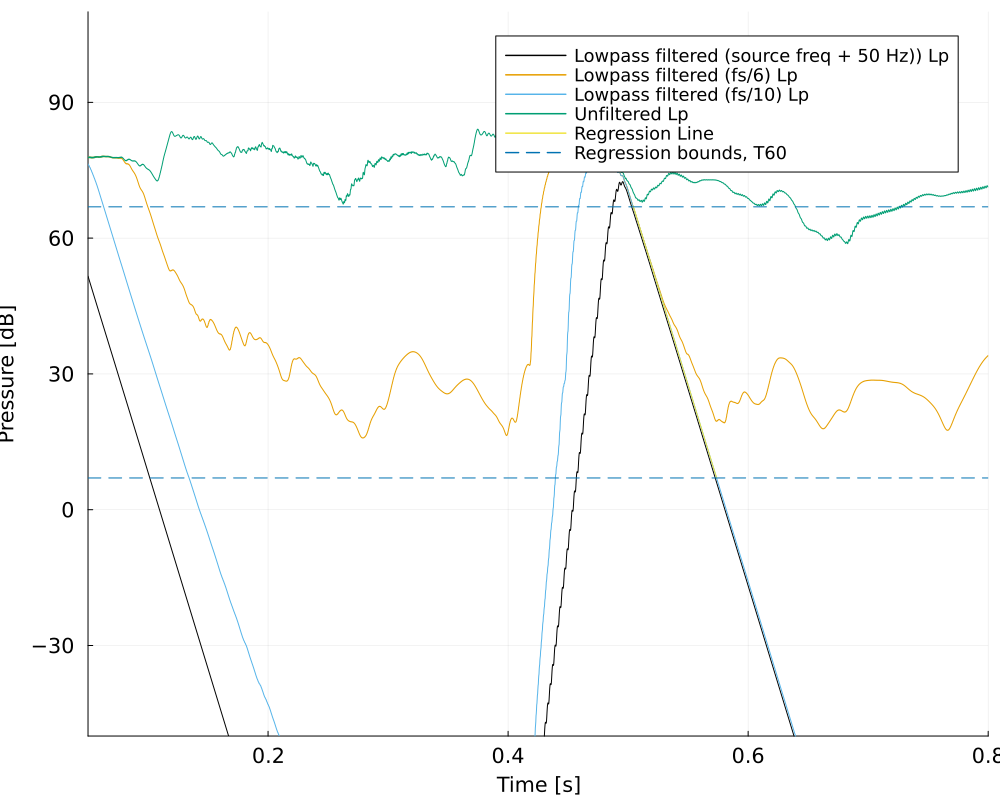 Lowpass filtered (source freq + 50 Hz)) Lp
Lowpass filtered (fs/6) Lp
Lowpass filtered (fs/10) Lp
Unfiltered Lp
Regression Line
Regression bounds, T60
90
60
30
0
−30
Pressure [dB]
0.2
0.4
0.6
0.8
Time [s]